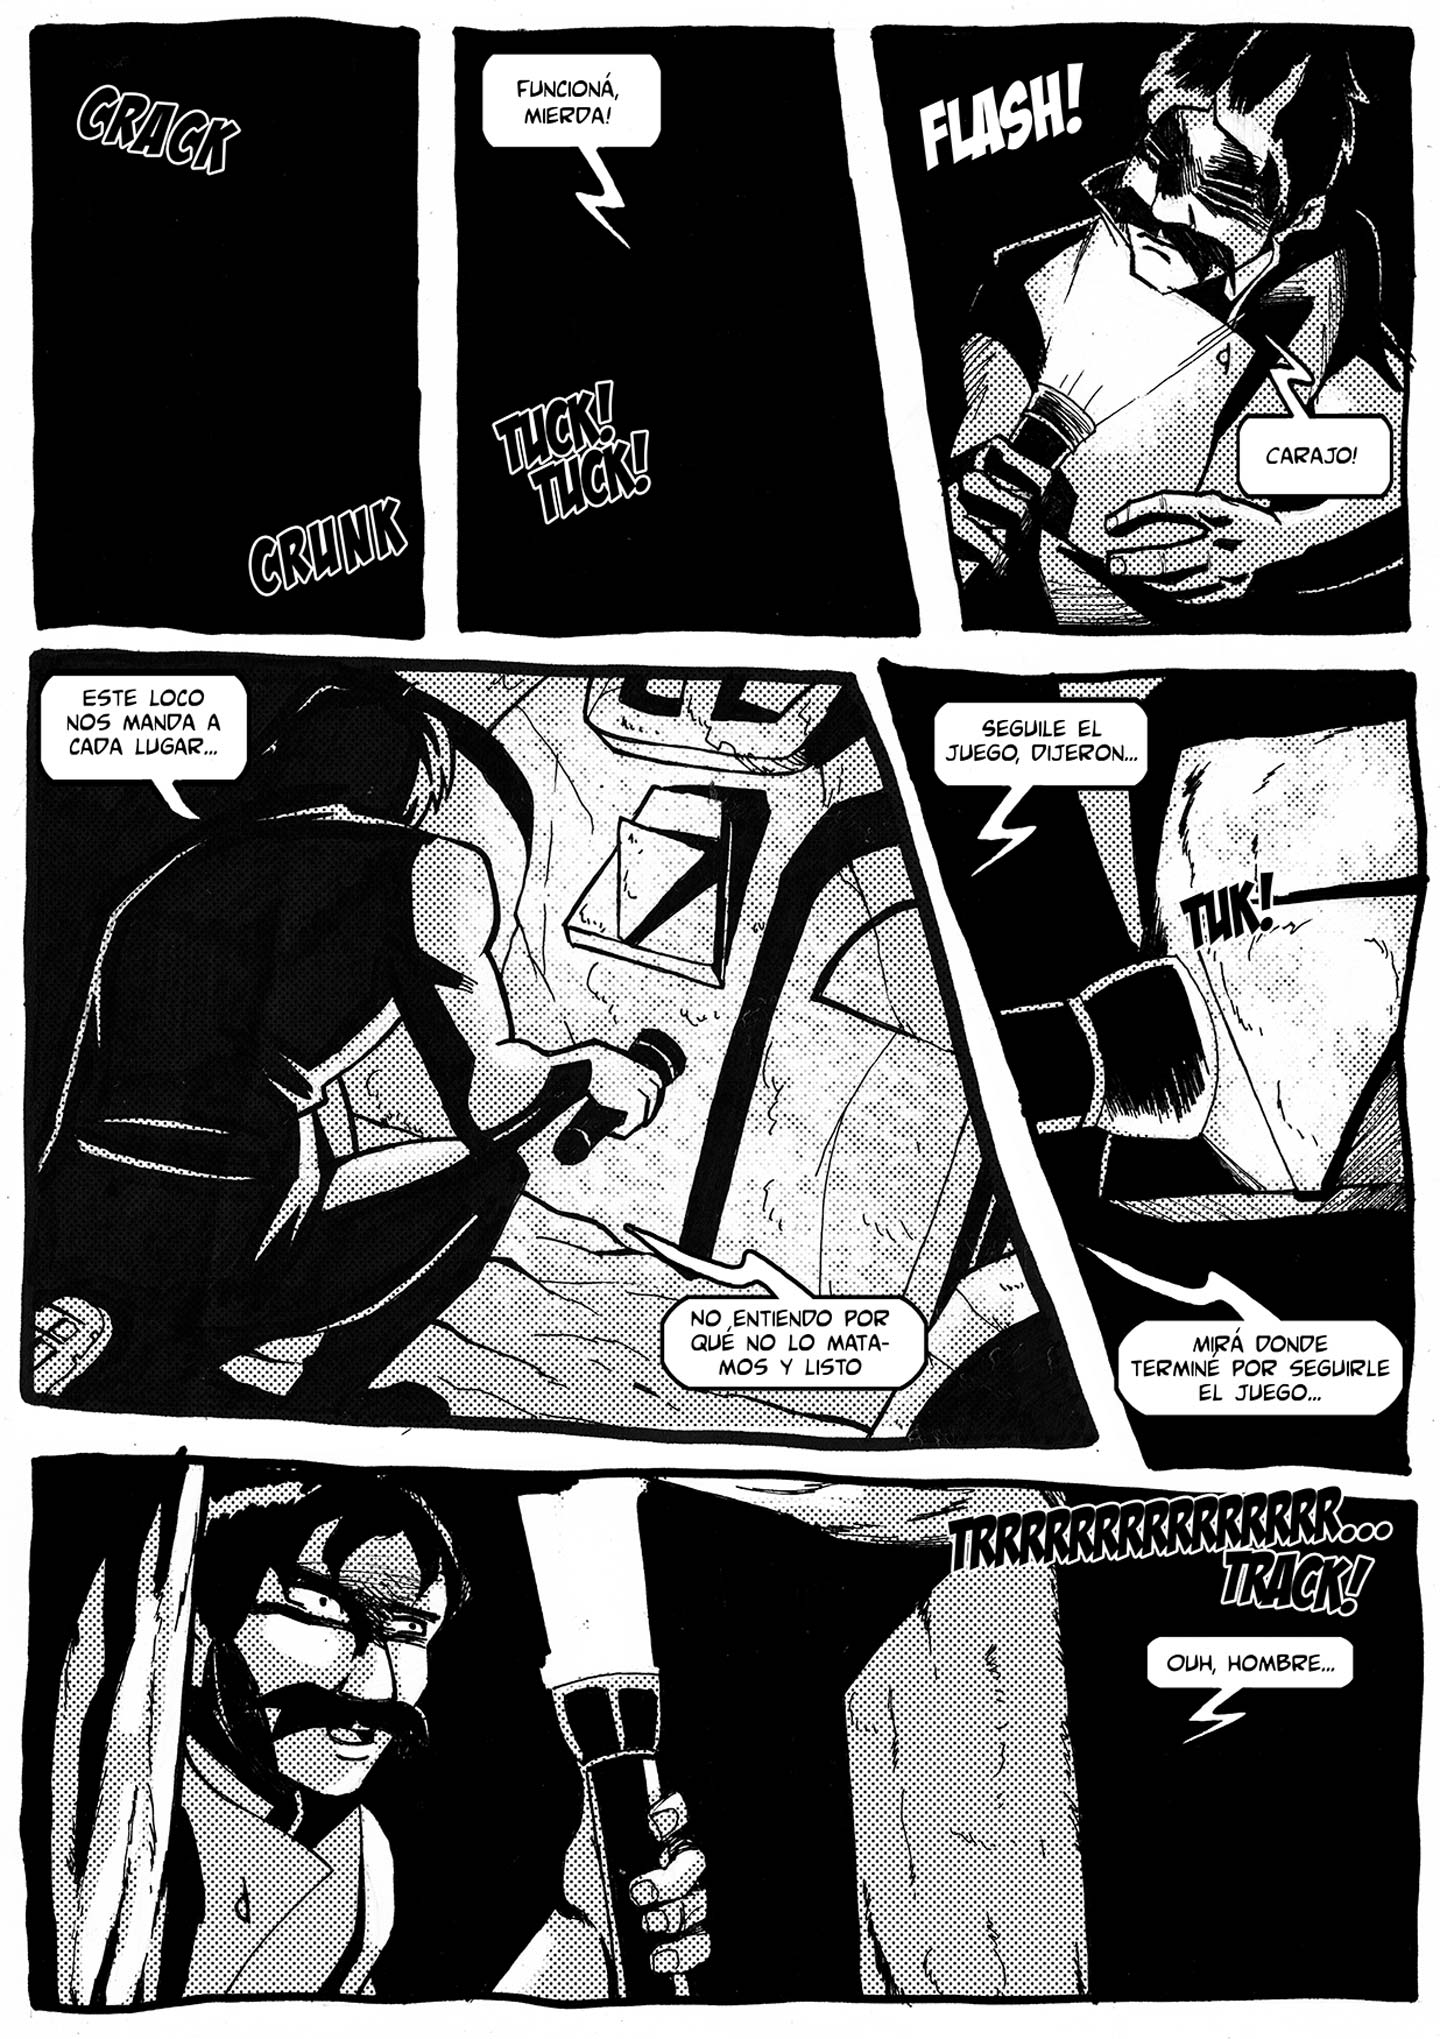 CRACK
CRUNK
FUNCIONÁ,
MIERDA!
TUCK!
TUCK!
FLASH!
CARAJO!
ESTE LOCO
NOS MANDA A
CADA LUGAR...
NO ENTIENDO POR
QUÉ NO LO MATA-
MOS Y LISTO
SEGUILE EL
JUEGO, DIJERON...
TUK!
MIRÁ DONDE
TERMINÉ POR SEGUIRLE
EL JUEGO...
TRRRRRRRRRRRRRRR...
TRACK!
OUH, HOMBRE...